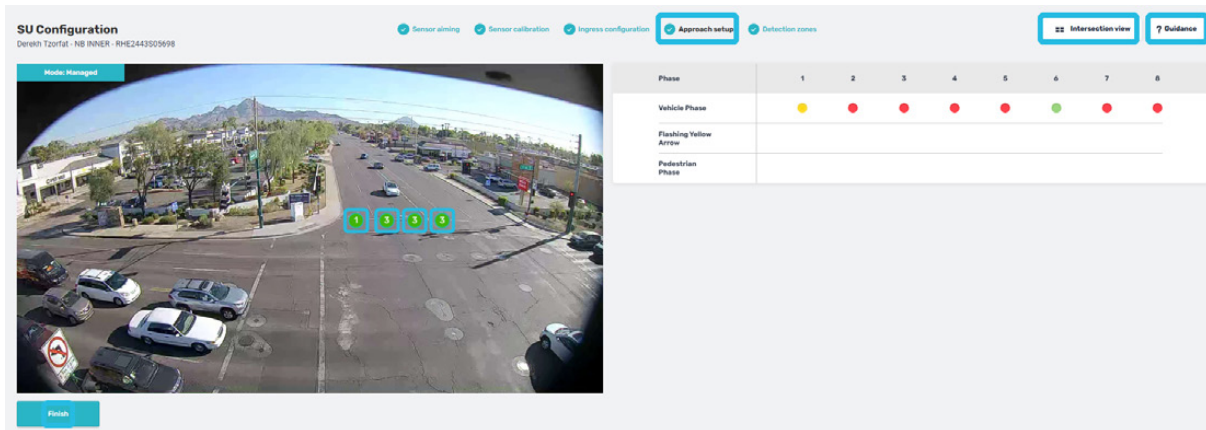 SU Configuration
Derekh Tzorfat - NB INNER - RHE2443S05698
Sensor aiming
Sensor calibration
Ingress configuration
Approach setup
Detection zones
Intersection view
? Guidance
Mode: Managed
1 3 3 3
Finish
Phase 1 2 3 4 5 6 7 8
Vehicle Phase
Flashing Yellow
Arrow
Pedestrian
Phase